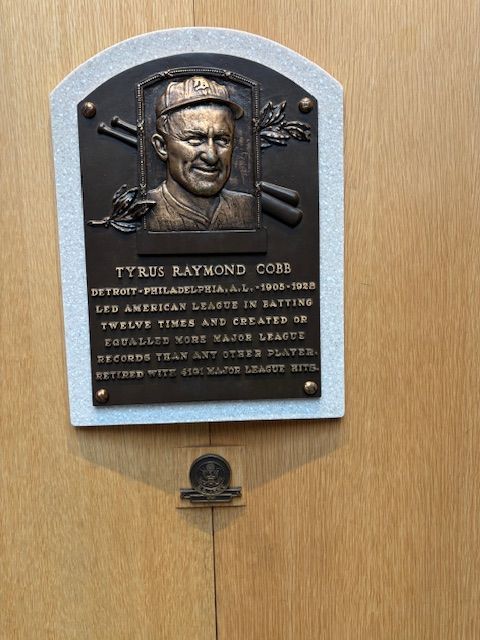 TYRUS RAYMOND COBB
DETROIT-PHILADELPHIA, A.L.-1905-1928
LED AMERICAN LEAGUE IN BATTING
TWELVE TIMES AND CREATED OR
EQUALLED MORE MAJOR LEAGUE
RECORDS THAN ANY OTHER PLAYER.
RETIRED WITH 4191 MAJOR LEAGUE HITS.